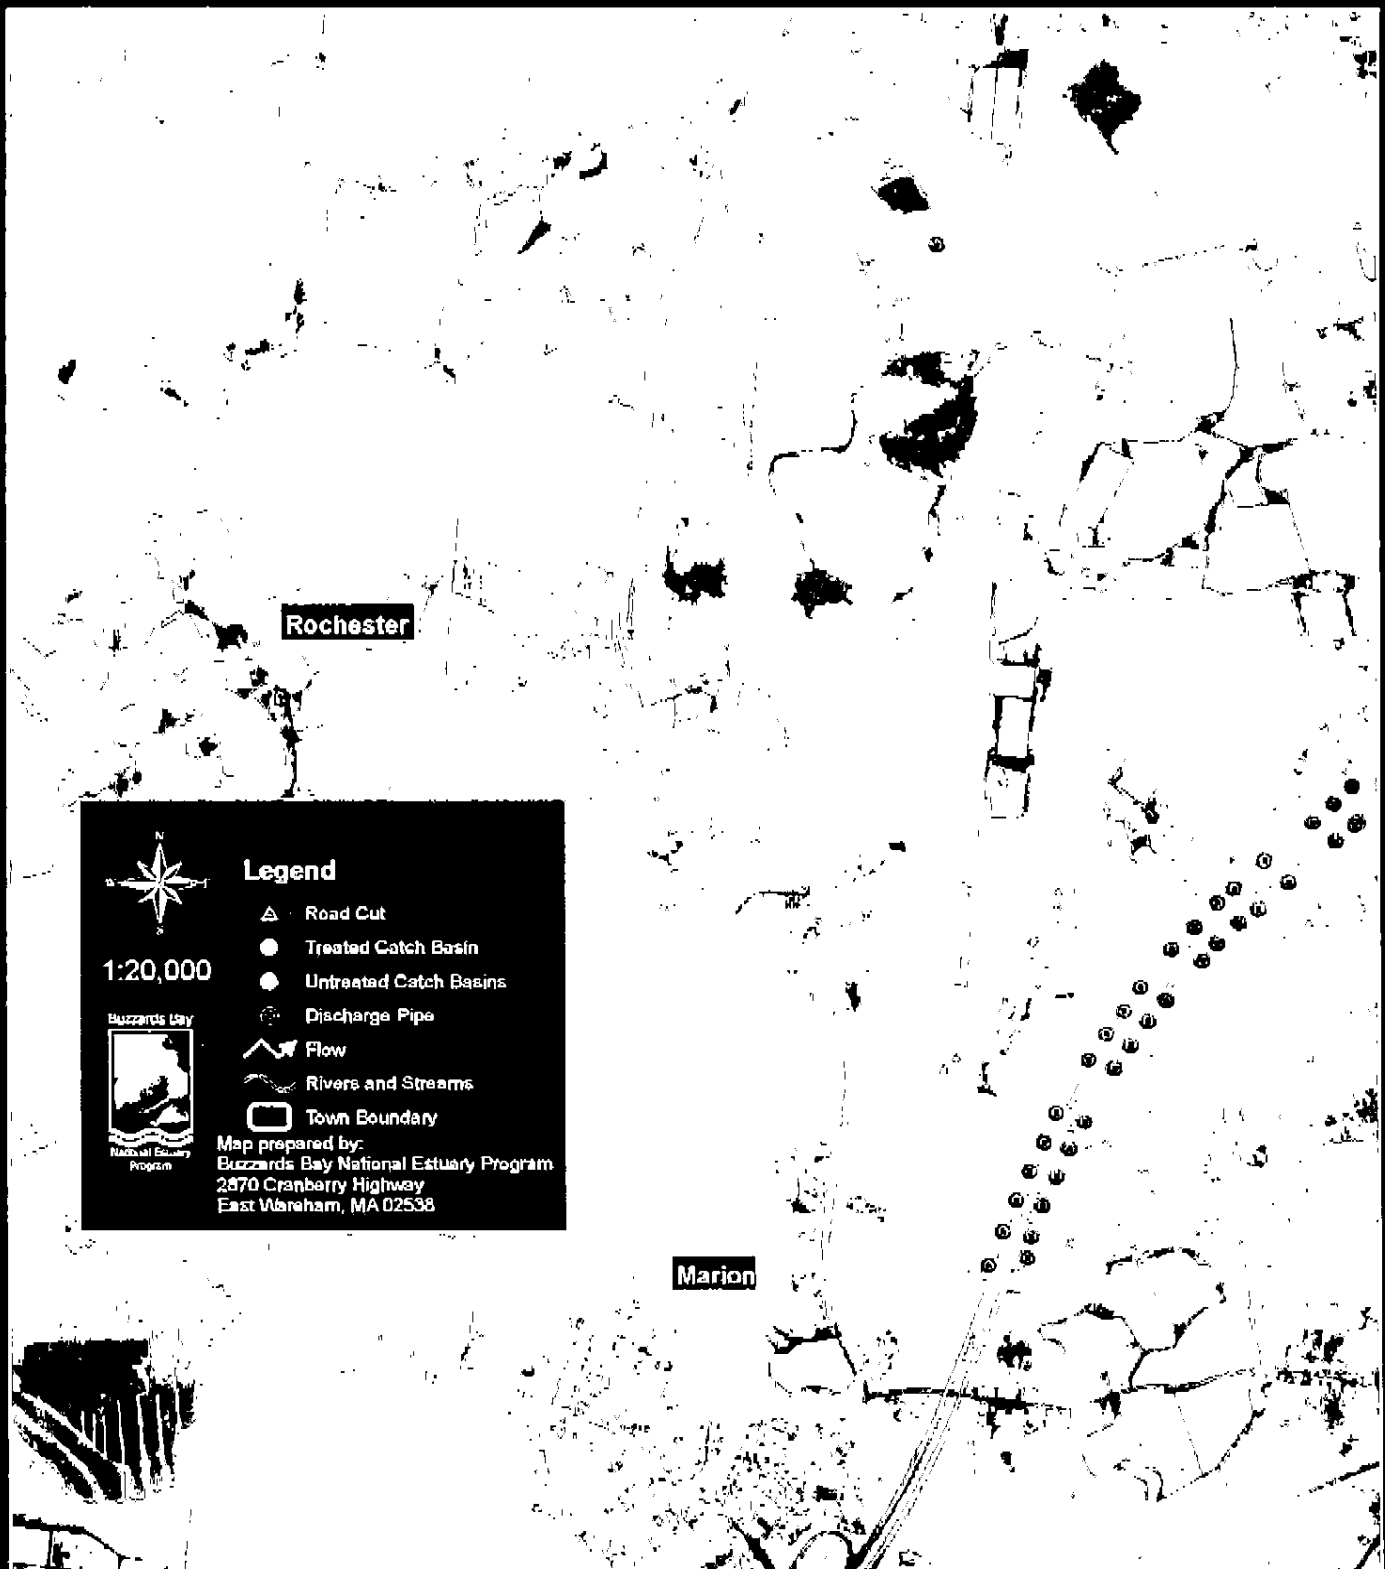 Rochester
N
S
Legend
Road Cut
Treated Catch Basin
1:20,000
Untreated Catch Basins
Buzzards Bay
Discharge Pipe
Flow
Rivers and Streams
Town Boundary
National Estuary
Program
Map prepared by:
Buzzards Bay National Estuary Program
2870 Cranberry Highway
East Wareham, MA 02538
Marion